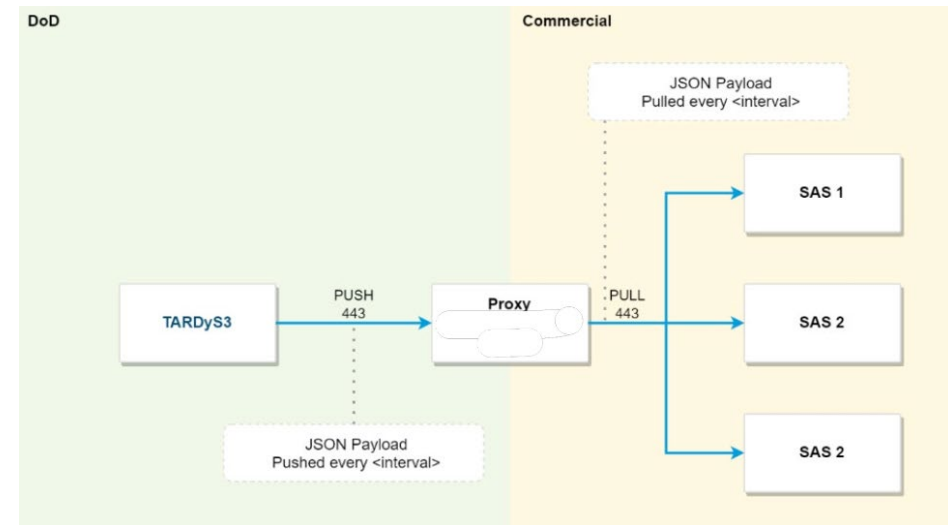 DoD
Commercial
JSON Payload
Pulled every <interval>
SAS 1
TARDyS3
PUSH
443
Proxy
PULL
443
SAS 2
JSON Payload
Pushed every <interval>
SAS 2